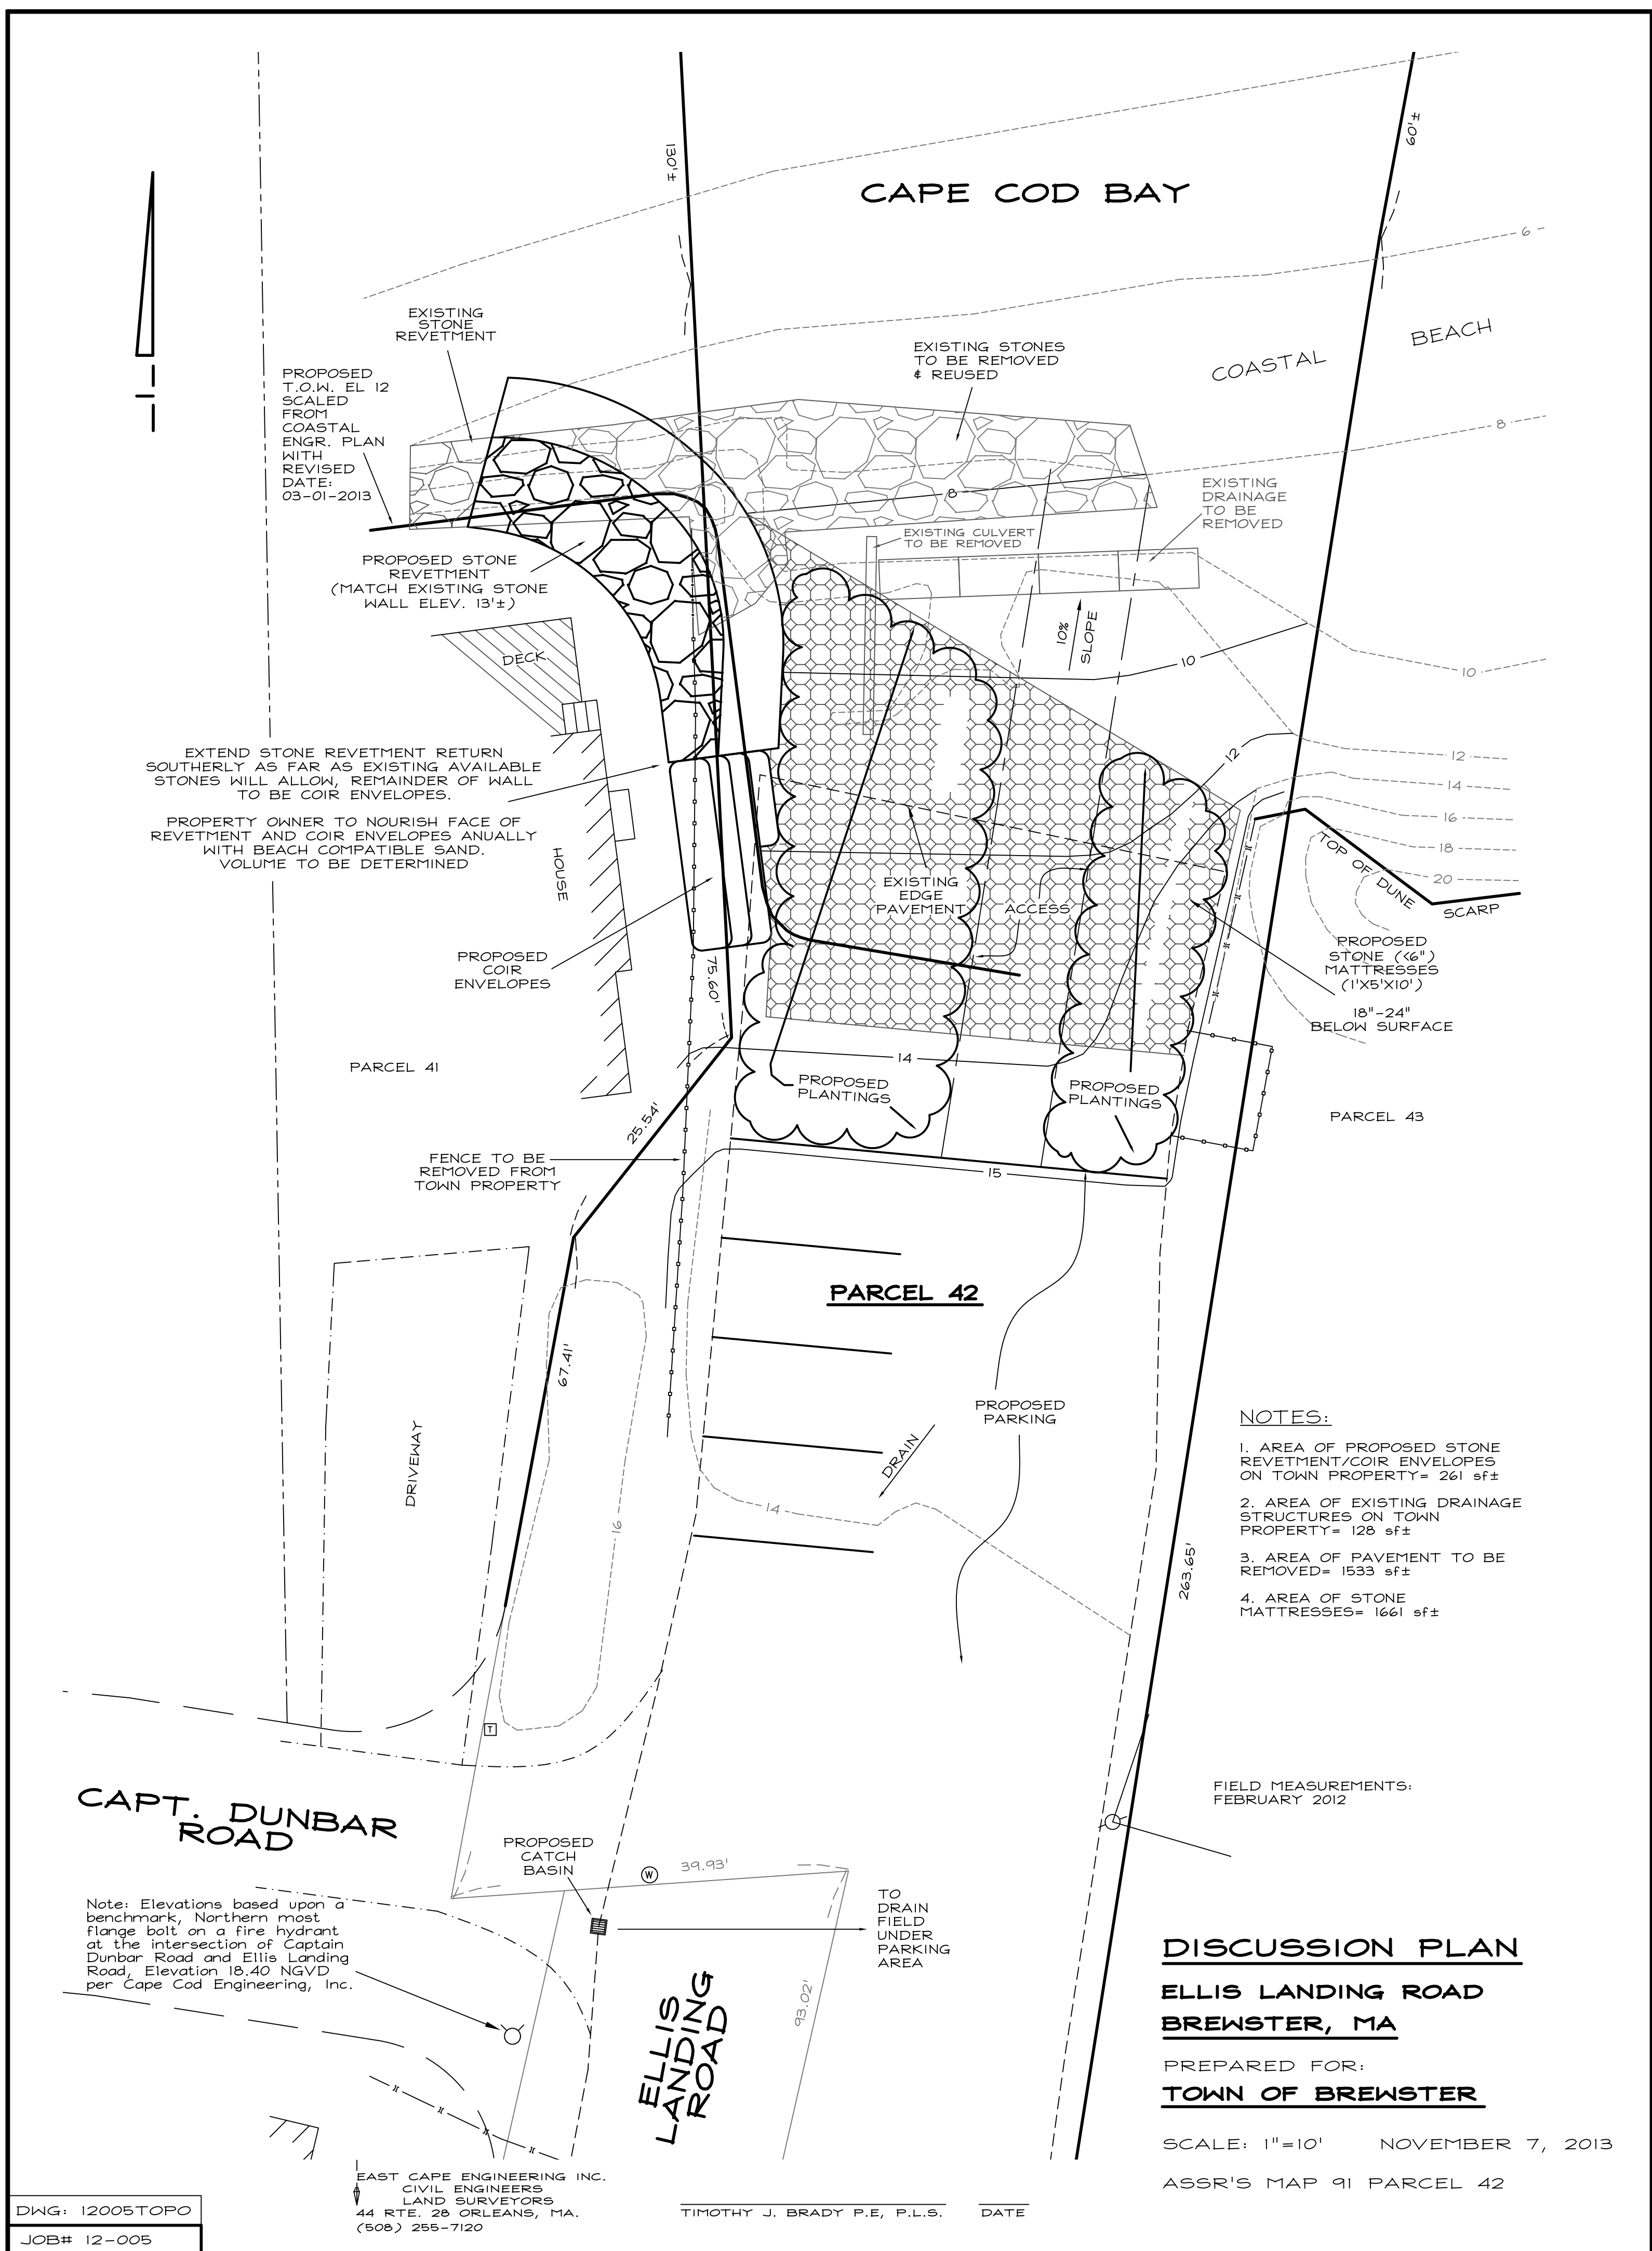 130'±
60'±
CAPE COD BAY
6
BEACH
COASTAL
8
EXISTING
STONE
REVETMENT
EXISTING STONES
TO BE REMOVED
& REUSED
PROPOSED
T.O.W. EL 12
SCALED
FROM
COASTAL
ENGR. PLAN
WITH
REVISED
DATE:
03-01-2013
8
EXISTING
DRAINAGE
TO BE
REMOVED
EXISTING CULVERT
TO BE REMOVED
PROPOSED STONE
REVETMENT
(MATCH EXISTING STONE
WALL ELEV. 13'±)
10%
SLOPE
DECK
10
10
12
12
14
16
18
20
EXTEND STONE REVETMENT RETURN
SOUTHERLY AS FAR AS EXISTING AVAILABLE
STONES WILL ALLOW, REMAINDER OF WALL
TO BE COIR ENVELOPES.
PROPERTY OWNER TO NOURISH FACE OF
REVETMENT AND COIR ENVELOPES ANUALLY
WITH BEACH COMPATIBLE SAND.
VOLUME TO BE DETERMINED
HOUSE
EXISTING
EDGE
PAVEMENT
ACCESS
TOP OF DUNE
SCARP
PROPOSED
COIR
ENVELOPES
75.60'
PROPOSED
STONE (<6")
MATTRESSES
(1'X5'X10')
18"-24"
BELOW SURFACE
14
PARCEL 41
PROPOSED
PLANTINGS
PROPOSED
PLANTINGS
PARCEL 43
25.54'
FENCE TO BE
REMOVED FROM
TOWN PROPERTY
15
PARCEL 42
67.41'
PROPOSED
PARKING
DRIVEWAY
DRAIN
14
16
263.65'
NOTES:
1. AREA OF PROPOSED STONE
REVETMENT/COIR ENVELOPES
ON TOWN PROPERTY= 261 sf±
2. AREA OF EXISTING DRAINAGE
STRUCTURES ON TOWN
PROPERTY= 128 sf±
3. AREA OF PAVEMENT TO BE
REMOVED= 1533 sf±
4. AREA OF STONE
MATTRESSES= 1661 sf±
T
CAPT. DUNBAR
ROAD
FIELD MEASUREMENTS:
FEBRUARY 2012
PROPOSED
CATCH
BASIN
W
39.93'
TO
DRAIN
FIELD
UNDER
PARKING
AREA
Note: Elevations based upon a
benchmark, Northern most
flange bolt on a fire hydrant
at the intersection of Captain
Dunbar Road and Ellis Landing
Road, Elevation 18.40 NGVD
per Cape Cod Engineering, Inc.
ELLIS
LANDING
ROAD
93.02'
DISCUSSION PLAN
ELLIS LANDING ROAD
BREWSTER, MA
PREPARED FOR:
TOWN OF BREWSTER
SCALE: 1"=10' NOVEMBER 7, 2013
ASSR'S MAP 91 PARCEL 42
EAST CAPE ENGINEERING INC.
CIVIL ENGINEERS
LAND SURVEYORS
44 RTE. 28 ORLEANS, MA.
(508) 255-7120
TIMOTHY J. BRADY P.E, P.L.S. DATE
DWG: 12005TOPO
JOB# 12-005